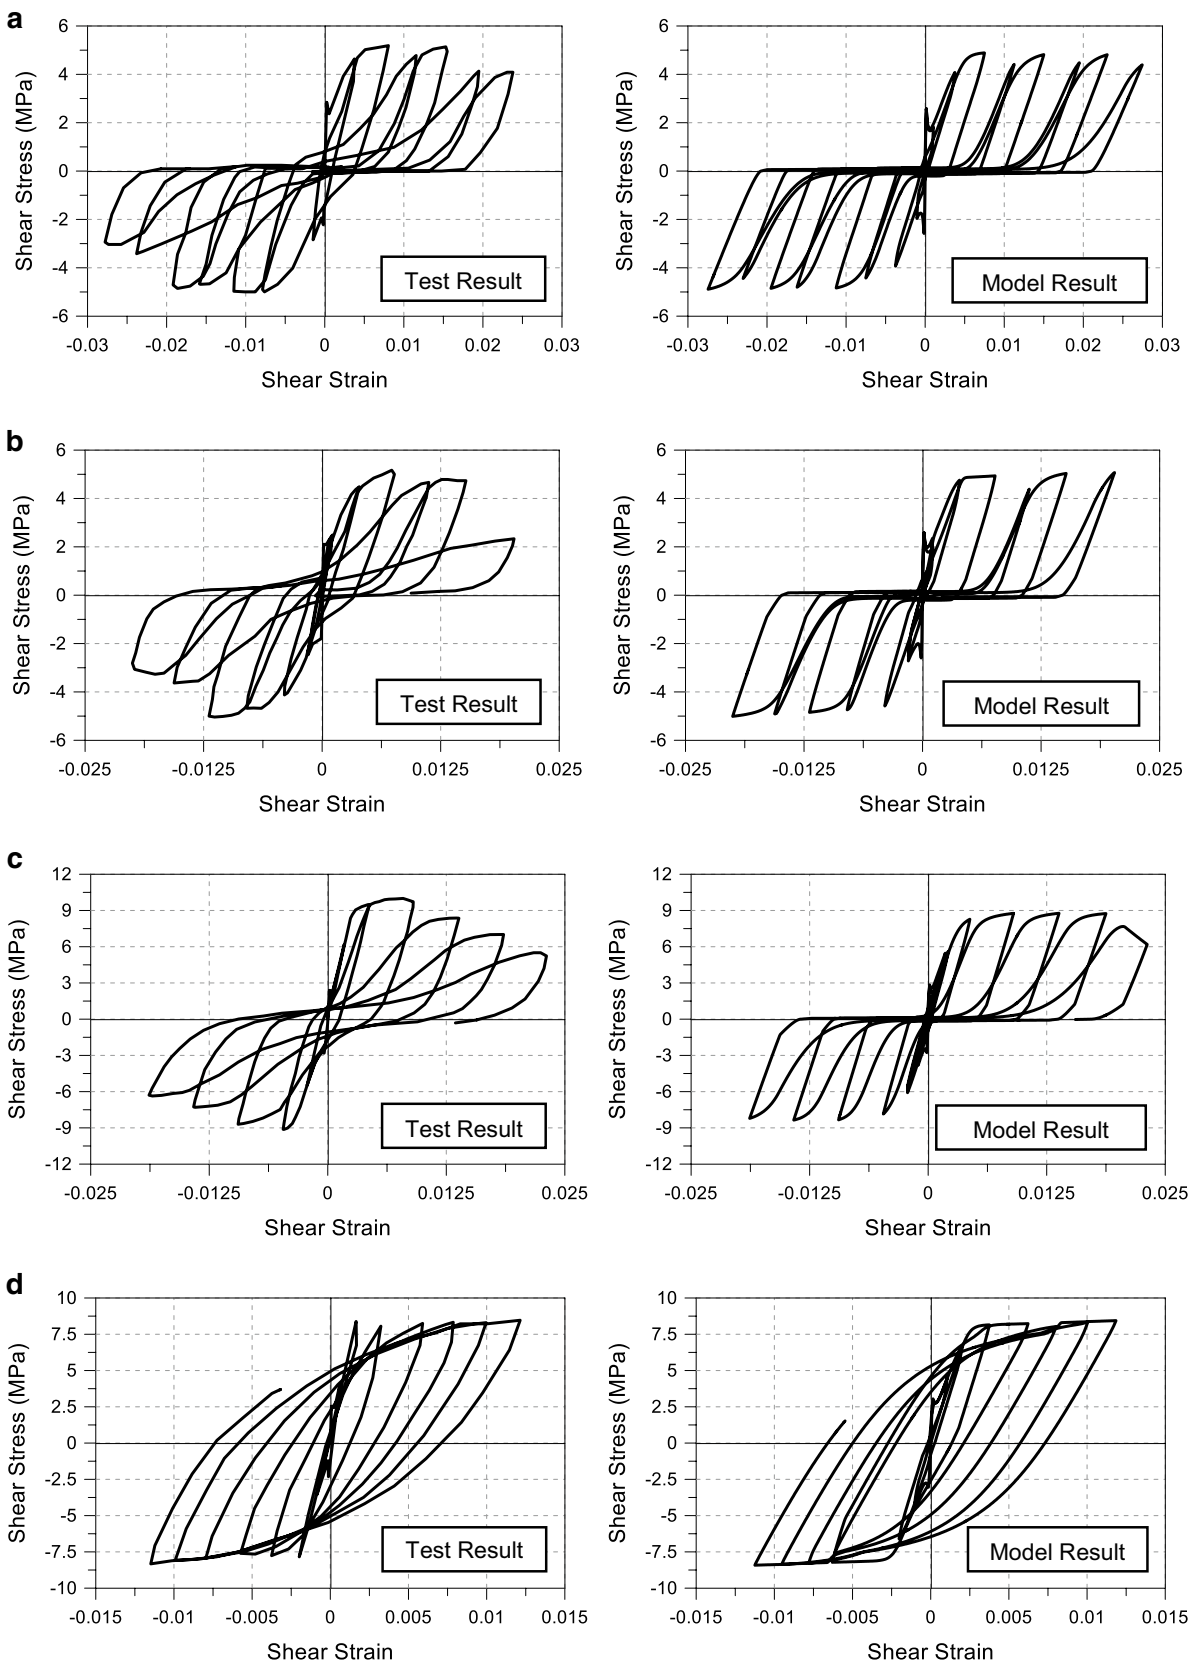 a
6
4
2
0
-2
-4
-6
Shear Stress (MPa)
Test Result
-0.03 -0.02 -0.01 0 0.01 0.02 0.03
Shear Strain
6
4
2
0
-2
-4
-6
Shear Stress (MPa)
Model Result
-0.03 -0.02 -0.01 0 0.01 0.02 0.03
Shear Strain
b
6
4
2
0
-2
-4
-6
Shear Stress (MPa)
Test Result
-0.025 -0.0125 0 0.0125 0.025
Shear Strain
6
4
2
0
-2
-4
-6
Shear Stress (MPa)
Model Result
-0.025 -0.0125 0 0.0125 0.025
Shear Strain
c
12
9
6
3
0
-3
-6
-9
-12
Shear Stress (MPa)
Test Result
-0.025 -0.0125 0 0.0125 0.025
Shear Strain
12
9
6
3
0
-3
-6
-9
-12
Shear Stress (MPa)
Model Result
-0.025 -0.0125 0 0.0125 0.025
Shear Strain
d
10
7.5
5
2.5
0
-2.5
-5
-7.5
-10
Shear Stress (MPa)
Test Result
-0.015 -0.01 -0.005 0 0.005 0.01 0.015
Shear Strain
10
7.5
5
2.5
0
-2.5
-5
-7.5
-10
Shear Stress (MPa)
Model Result
-0.015 -0.01 -0.005 0 0.005 0.01 0.015
Shear Strain